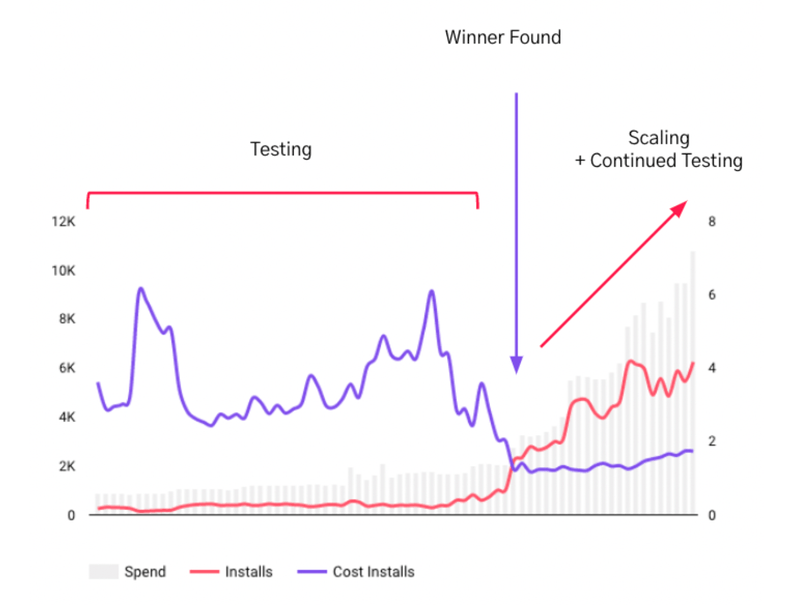 Winner Found
Testing
Scaling
+ Continued Testing
12K
10K
8K
6K
4K
2K
0
8
6
4
2
0
Spend
Installs
Cost Installs